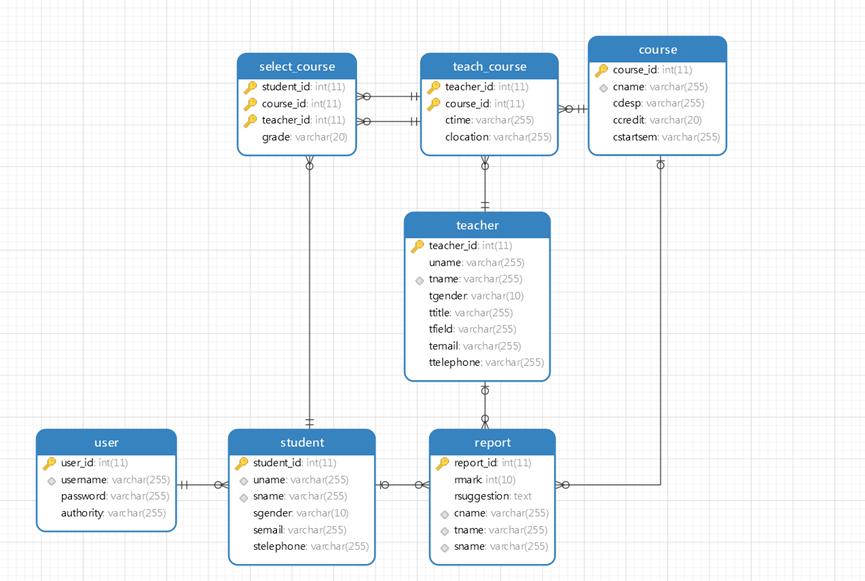 select_course
student_id: int(11)
course_id: int(11)
teacher_id: int(11)
grade: varchar(20)
teach_course
teacher_id: int(11)
course_id: int(11)
ctime: varchar(255)
clocation: varchar(255)
course
course_id: int(11)
cname: varchar(255)
cdesp: varchar(255)
ccredit: varchar(20)
cstartsem: varchar(255)
teacher
teacher_id: int(11)
uname: varchar(255)
tname: varchar(255)
tgender: varchar(10)
ttitle: varchar(255)
tfield: varchar(255)
temail: varchar(255)
ttelephone: varchar(255)
user
user_id: int(11)
username: varchar(255)
password: varchar(255)
authority: varchar(255)
student
student_id: int(11)
uname: varchar(255)
sname: varchar(255)
sgender: varchar(10)
semail: varchar(255)
stelephone: varchar(255)
report
report_id: int(11)
rmark: int(10)
rsuggestion: text
cname: varchar(255)
tname: varchar(255)
sname: varchar(255)